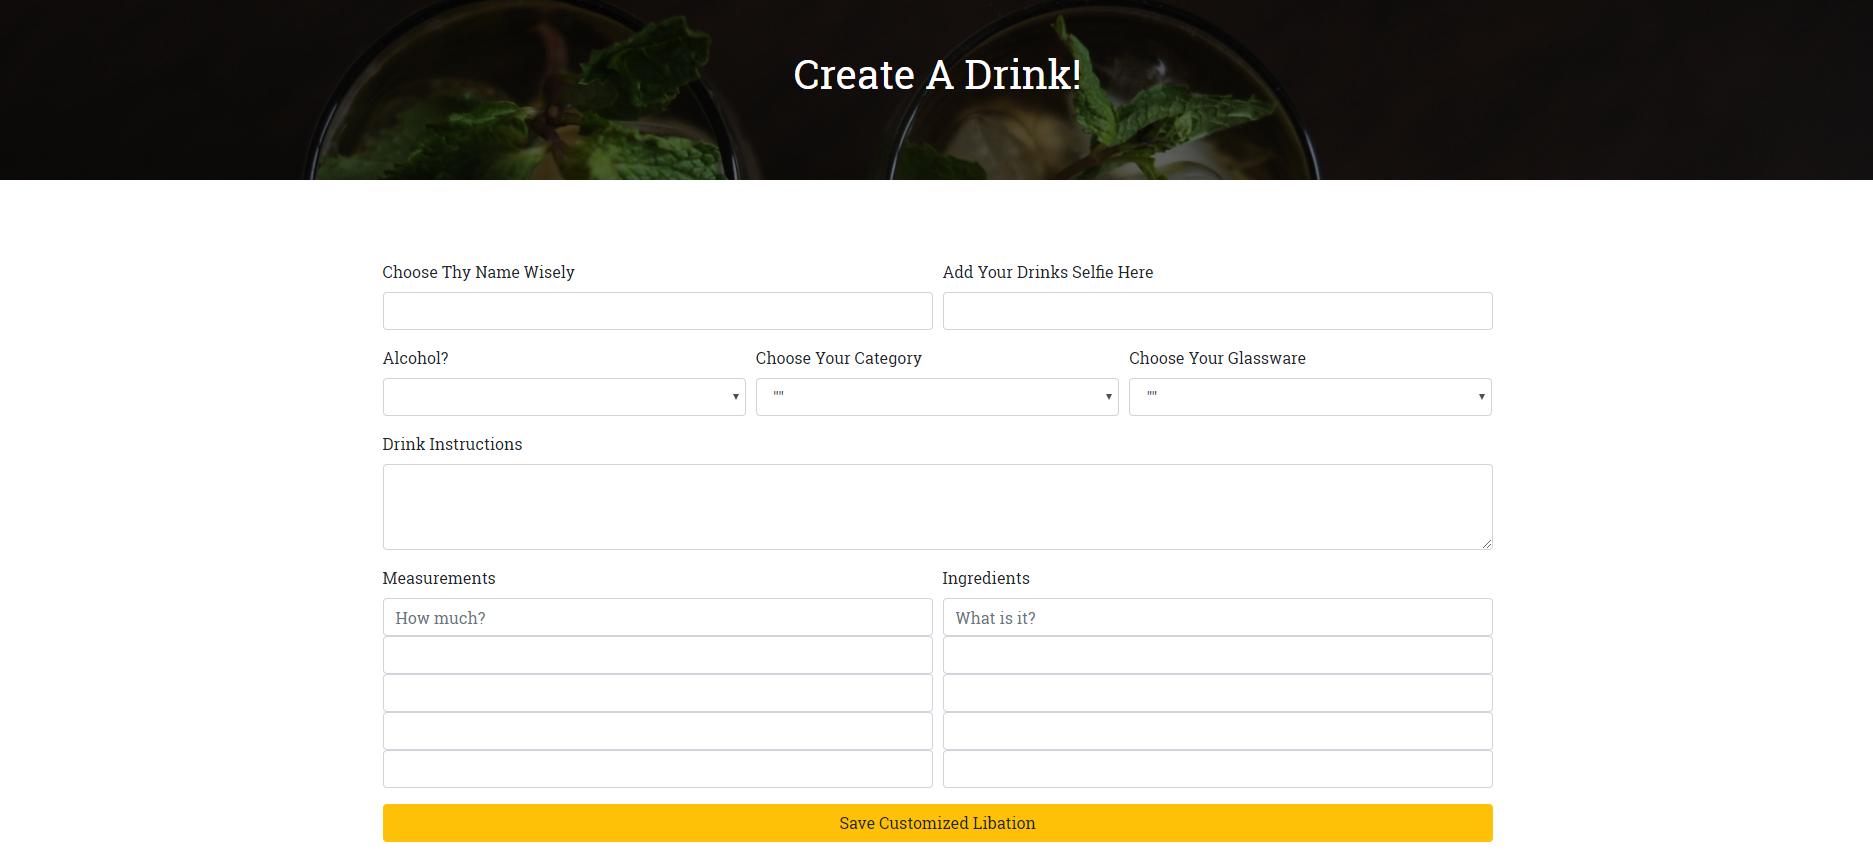 Create A Drink!
Choose Thy Name Wisely
Add Your Drinks Selfie Here
Alcohol?
Choose Your Category
Choose Your Glassware
""
""
Drink Instructions
Measurements
Ingredients
How much?
What is it?
Save Customized Libation